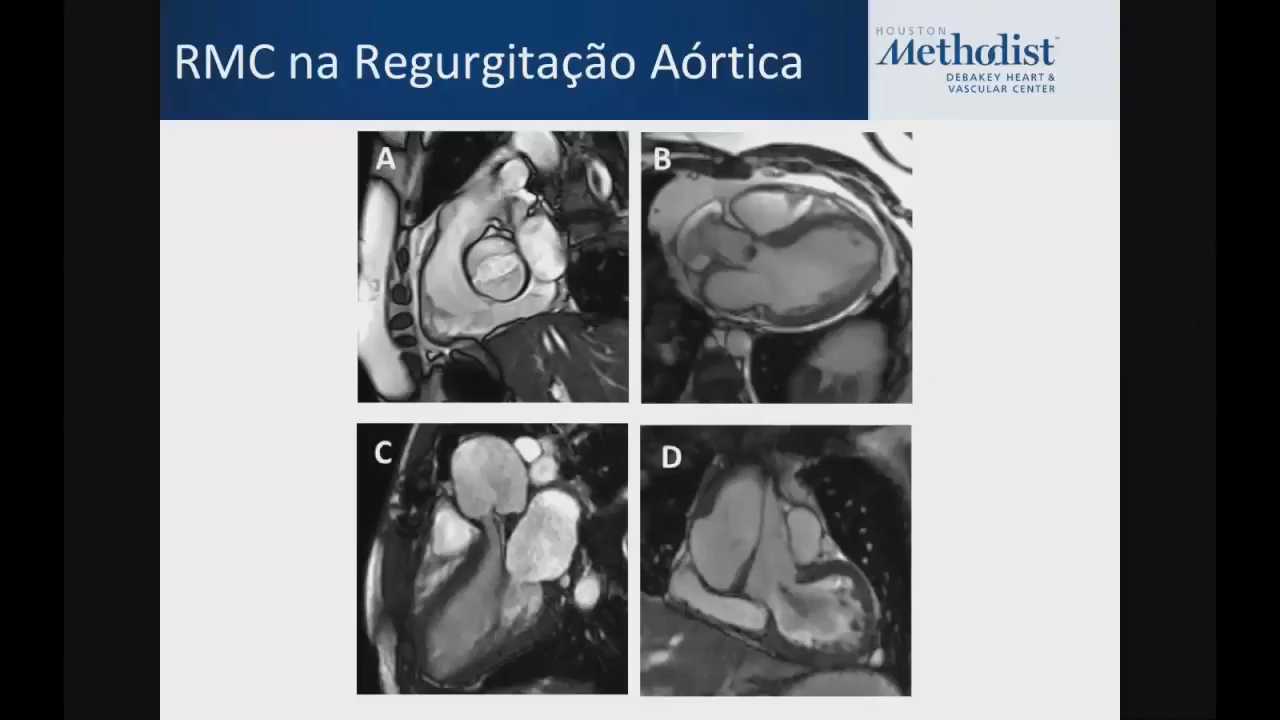 RMC na Regurgitação Aórtica
HOUSTON
Methodist
DEBAKEY HEART &
VASCULAR CENTER
A
B
C
D